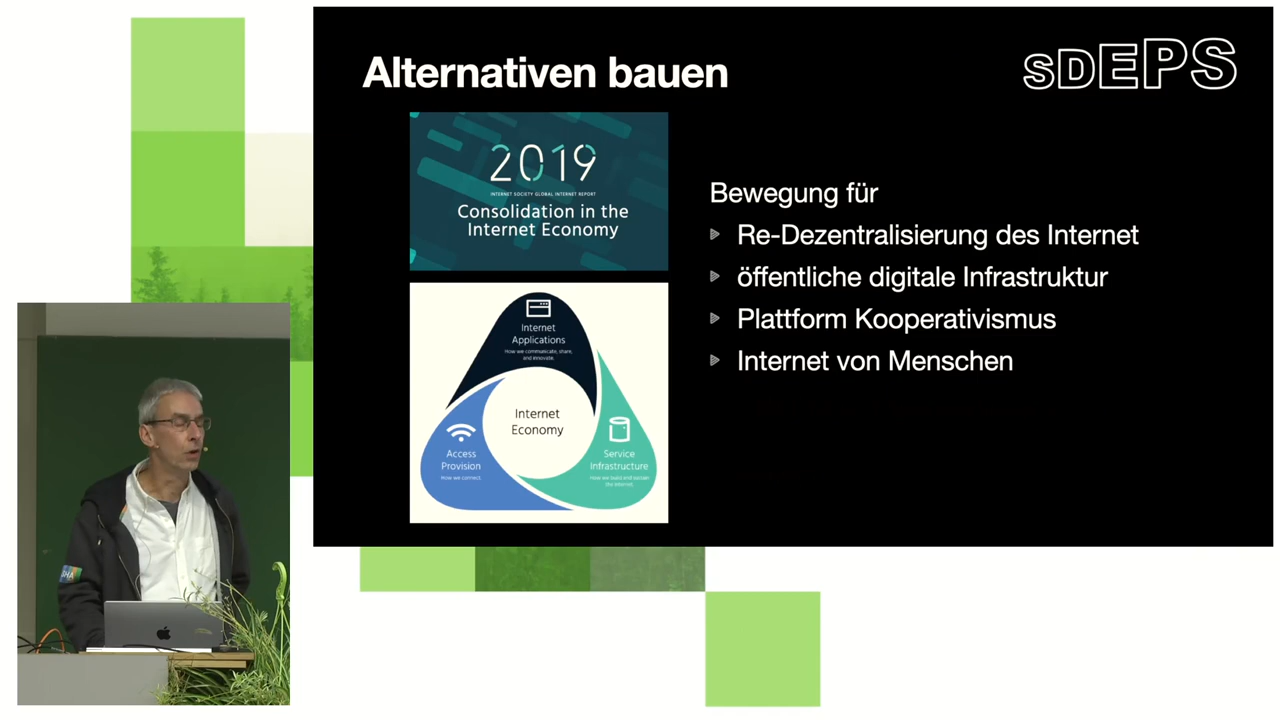 Alternativen bauen
sDEPS
2019
INTERNET SOCIETY GLOBAL INTERNET REPORT
Consolidation in the
Internet Economy
Bewegung für
Re-Dezentralisierung des Internet
öffentliche digitale Infrastruktur
Plattform Kooperativismus
Internet von Menschen
Internet
Applications
How we communicate, share,
and innovate.
Internet
Economy
Access
Provision
How we connect.
Service
Infrastructure
How we build and sustain
the Internet.